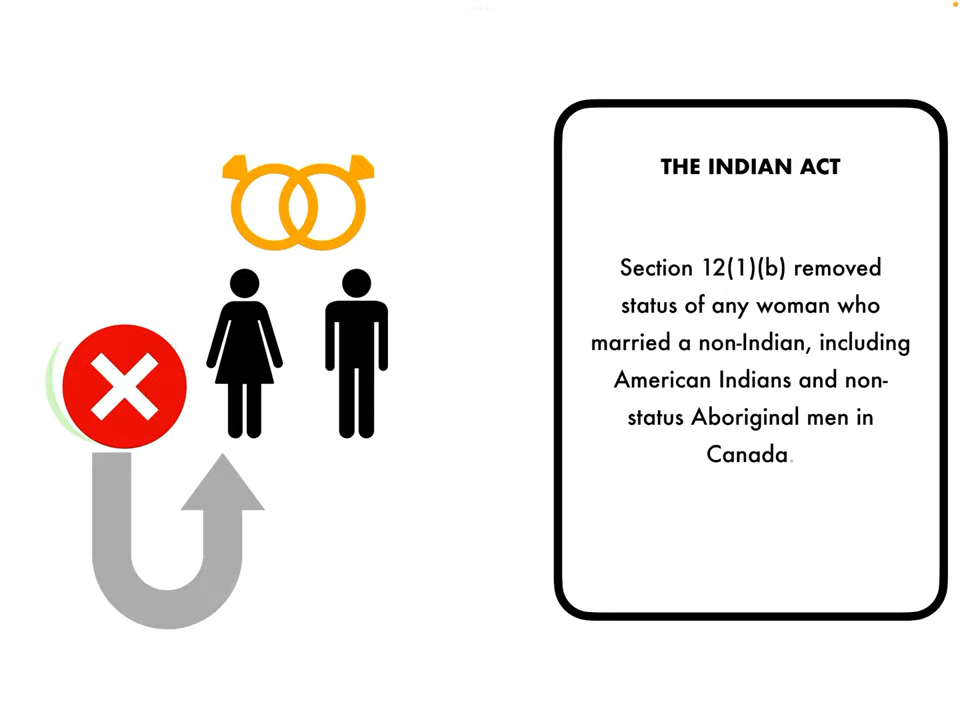 THE INDIAN ACT
Section 12(1)(b) removed
status of any woman who
married a non-Indian, including
American Indians and non-
status Aboriginal men in
Canada.